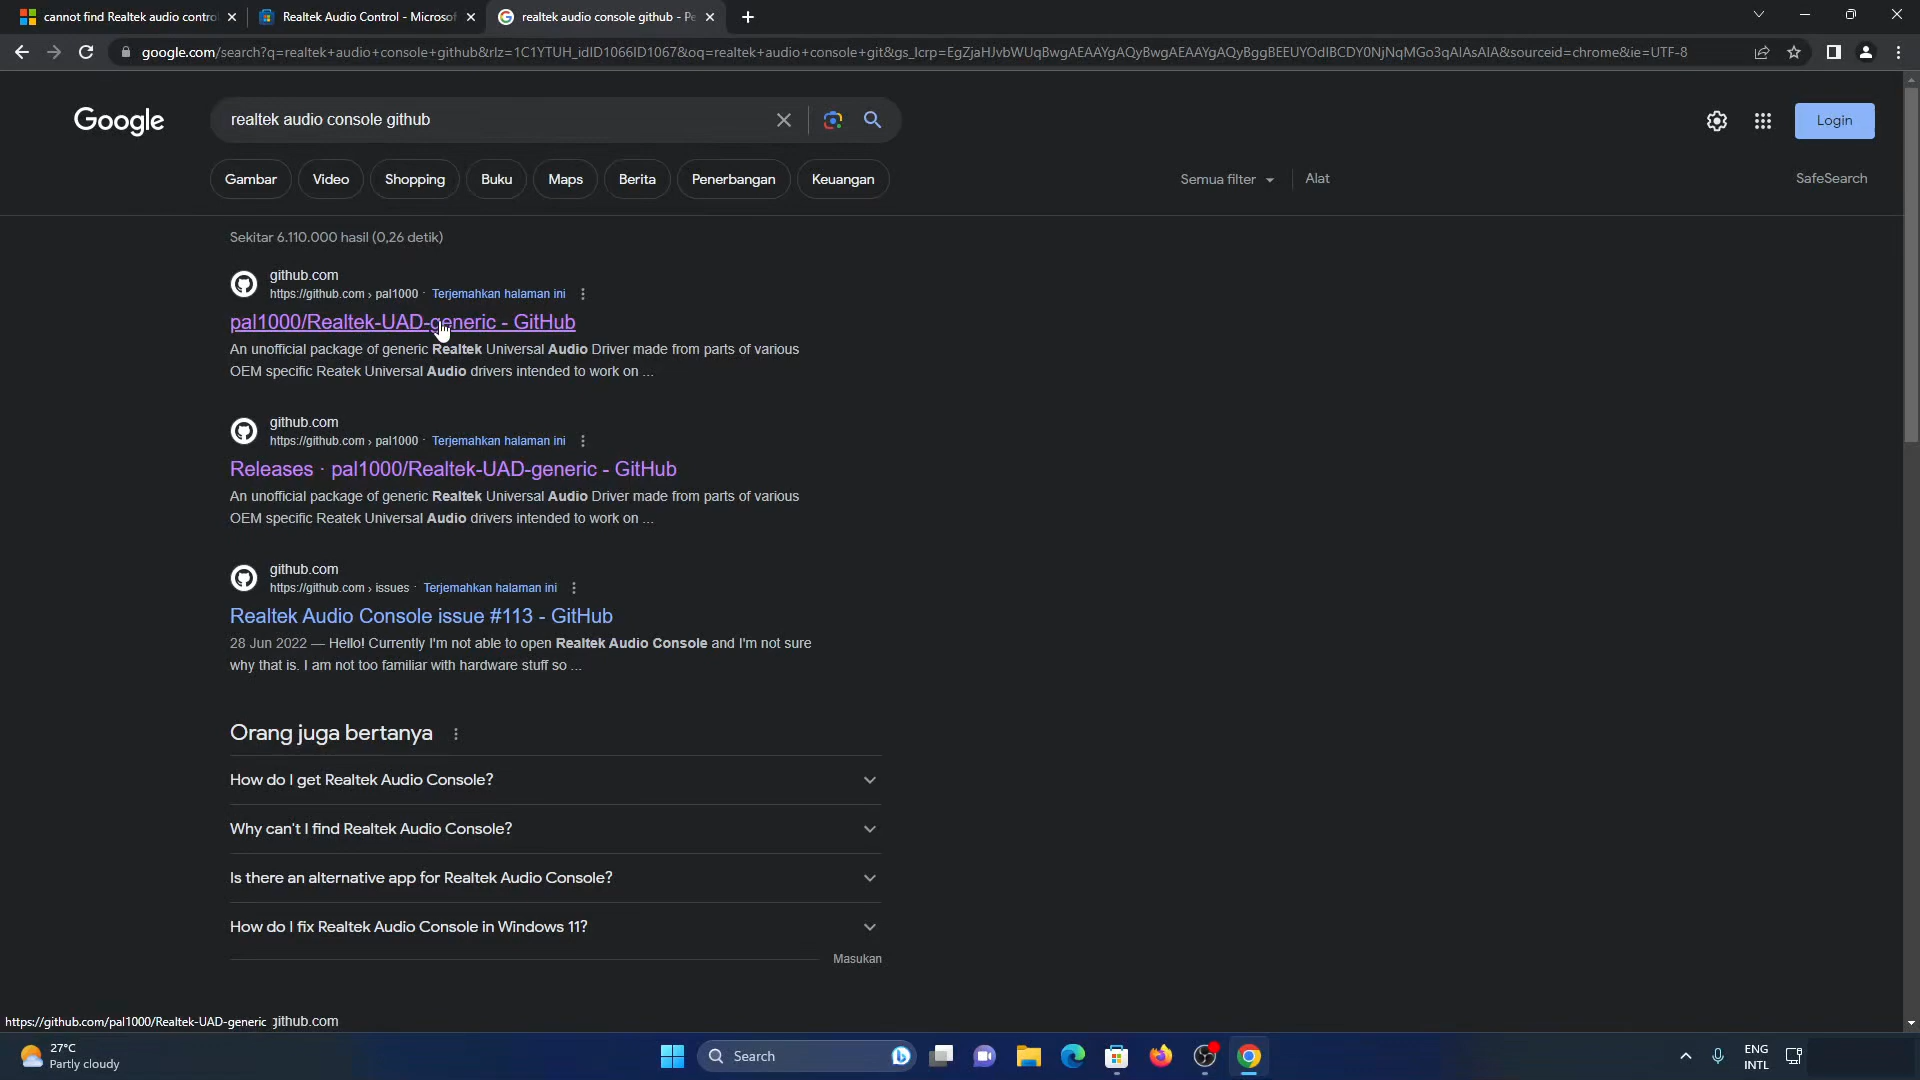 cannot find Realtek audio contro
Realtek Audio Control - Microsof
realtek audio console github - Pe
google.com/search?q=realtek+audio+console+github&rlz=1C1YTUH_idID1066ID1067&oq=realtek+audio+console+git&gs_lcrp=EgZjaHJvbWUqBwgAEAAYgAQyBwgAEAAYgAQyBggBEEUYOdIBCDY0NjNqMGo3qAIAsAIA&sourceid=chrome&ie=UTF-8
Google
realtek audio console github
Login
Gambar
Video
Shopping
Buku
Maps
Berita
Penerbangan
Keuangan
Semua filter
Alat
SafeSearch
Sekitar 6.110.000 hasil (0,26 detik)
github.com
https://github.com › pal1000 · Terjemahkan halaman ini
pal1000/Realtek-UAD-generic - GitHub
An unofficial package of generic Realtek Universal Audio Driver made from parts of various
OEM specific Reatek Universal Audio drivers intended to work on ...
github.com
https://github.com › pal1000 · Terjemahkan halaman ini
Releases · pal1000/Realtek-UAD-generic - GitHub
An unofficial package of generic Realtek Universal Audio Driver made from parts of various
OEM specific Reatek Universal Audio drivers intended to work on ...
github.com
https://github.com › issues · Terjemahkan halaman ini
Realtek Audio Console issue #113 - GitHub
28 Jun 2022 — Hello! Currently I'm not able to open Realtek Audio Console and I'm not sure
why that is. I am not too familiar with hardware stuff so ...
Orang juga bertanya
How do I get Realtek Audio Console?
Why can't I find Realtek Audio Console?
Is there an alternative app for Realtek Audio Console?
How do I fix Realtek Audio Console in Windows 11?
Masukan
https://github.com/pal1000/Realtek-UAD-generic
github.com
27°C
Partly cloudy
Search
ENG
INTL